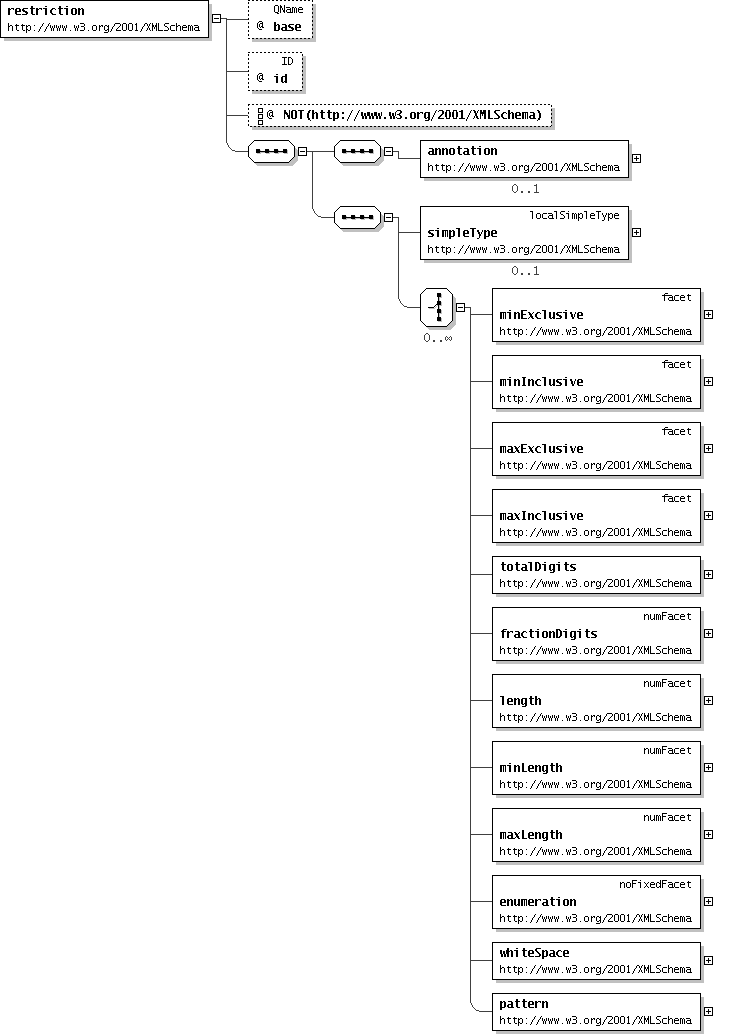 restriction
http://www.w3.org/2001/XMLSchema
QName
@ base
ID
@ id
@ NOT(http://www.w3.org/2001/XMLSchema)
annotation
http://www.w3.org/2001/XMLSchema
0..1
localSimpleType
simpleType
http://www.w3.org/2001/XMLSchema
0..1
0..∞
facet
minExclusive
http://www.w3.org/2001/XMLSchema
facet
minInclusive
http://www.w3.org/2001/XMLSchema
facet
maxExclusive
http://www.w3.org/2001/XMLSchema
facet
maxInclusive
http://www.w3.org/2001/XMLSchema
totalDigits
http://www.w3.org/2001/XMLSchema
numFacet
fractionDigits
http://www.w3.org/2001/XMLSchema
numFacet
length
http://www.w3.org/2001/XMLSchema
numFacet
minLength
http://www.w3.org/2001/XMLSchema
numFacet
maxLength
http://www.w3.org/2001/XMLSchema
noFixedFacet
enumeration
http://www.w3.org/2001/XMLSchema
whiteSpace
http://www.w3.org/2001/XMLSchema
pattern
http://www.w3.org/2001/XMLSchema